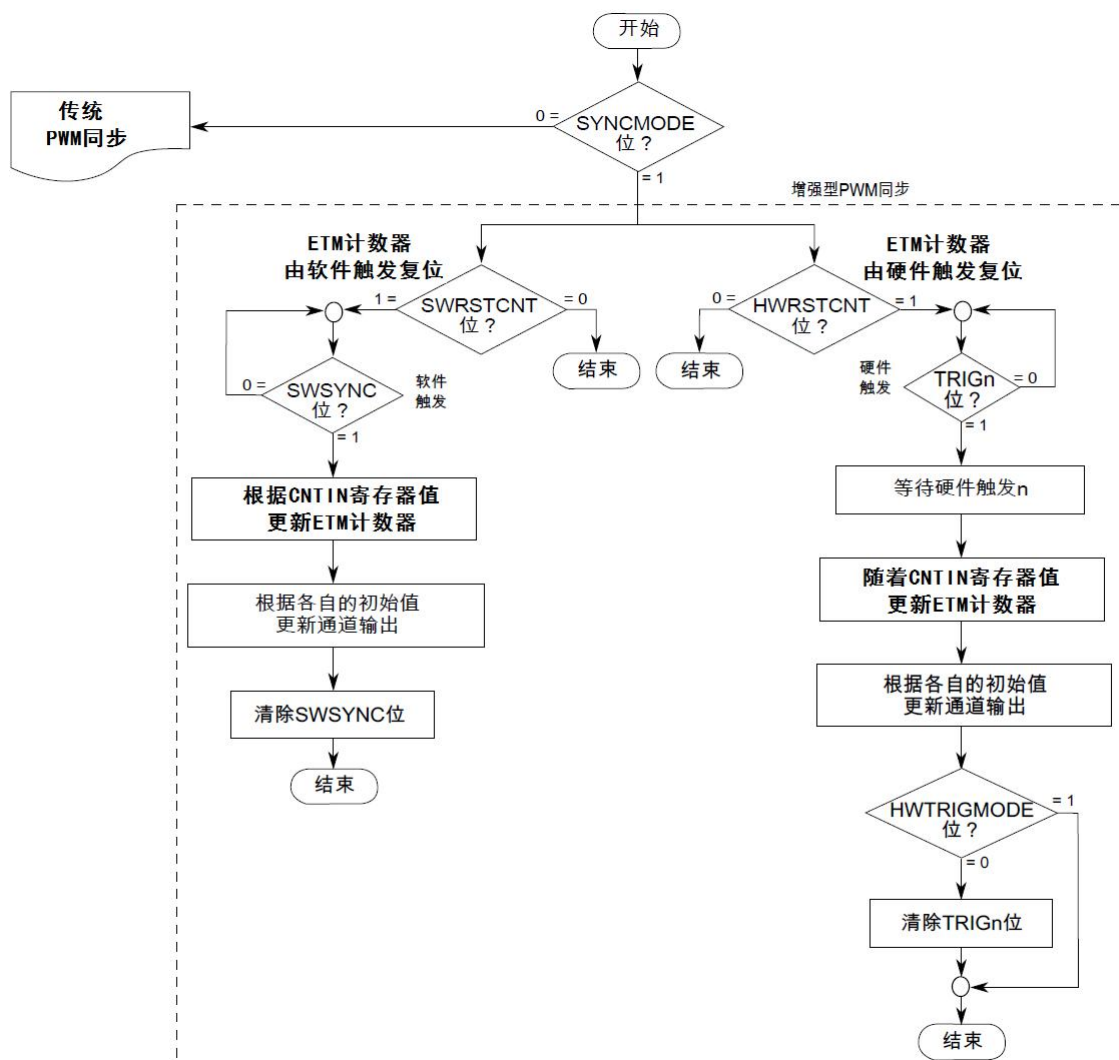 开始
传统
PWM同步
0 =
SYNCMODE
位？
= 1
增强型PWM同步
ETM计数器
由软件触发复位
ETM计数器
由硬件触发复位
1 =
SWRSTCNT
位？
= 0
0 =
HWRSTCNT
位？
= 1
结束
结束
0 =
SWSYNC
位？
软件
触发
= 1
硬件
触发
TRIGn
位？
= 0
= 1
根据CNTIN寄存器值
更新ETM计数器
等待硬件触发n
随着CNTIN寄存器值
更新ETM计数器
根据各自的初始值
更新通道输出
根据各自的初始值
更新通道输出
清除SWSYNC位
结束
HWTRIGMODE
位？
= 1
= 0
清除TRIGn位
结束